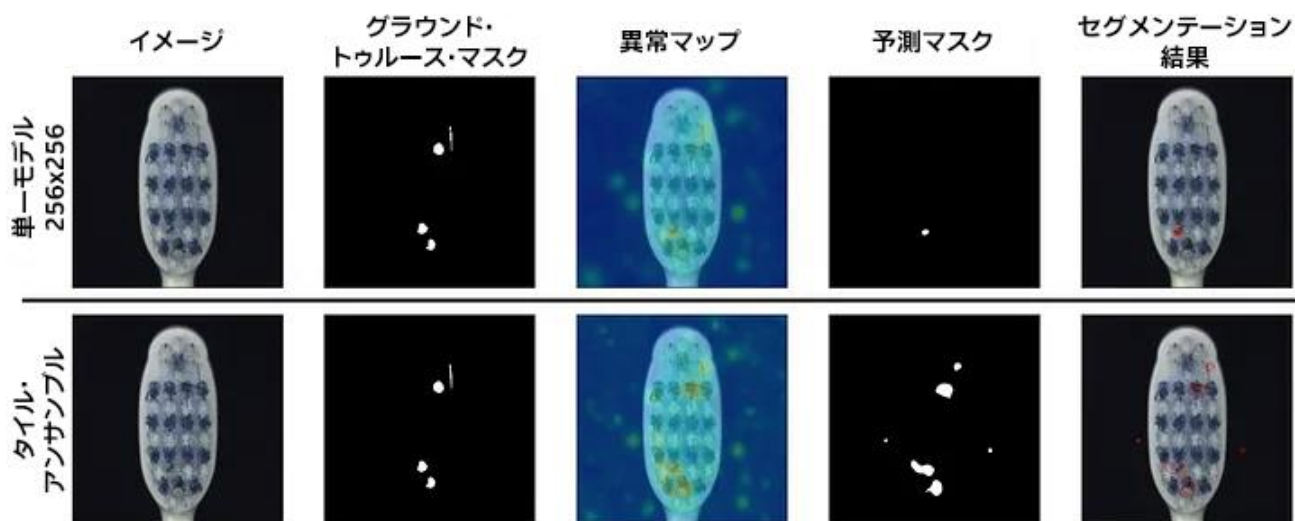 イメージ
グラウンド・
トゥルース・マスク
異常マップ
予測マスク
セグメンテーション
結果
単一モデル
256x256
タイル・
アンサンブル